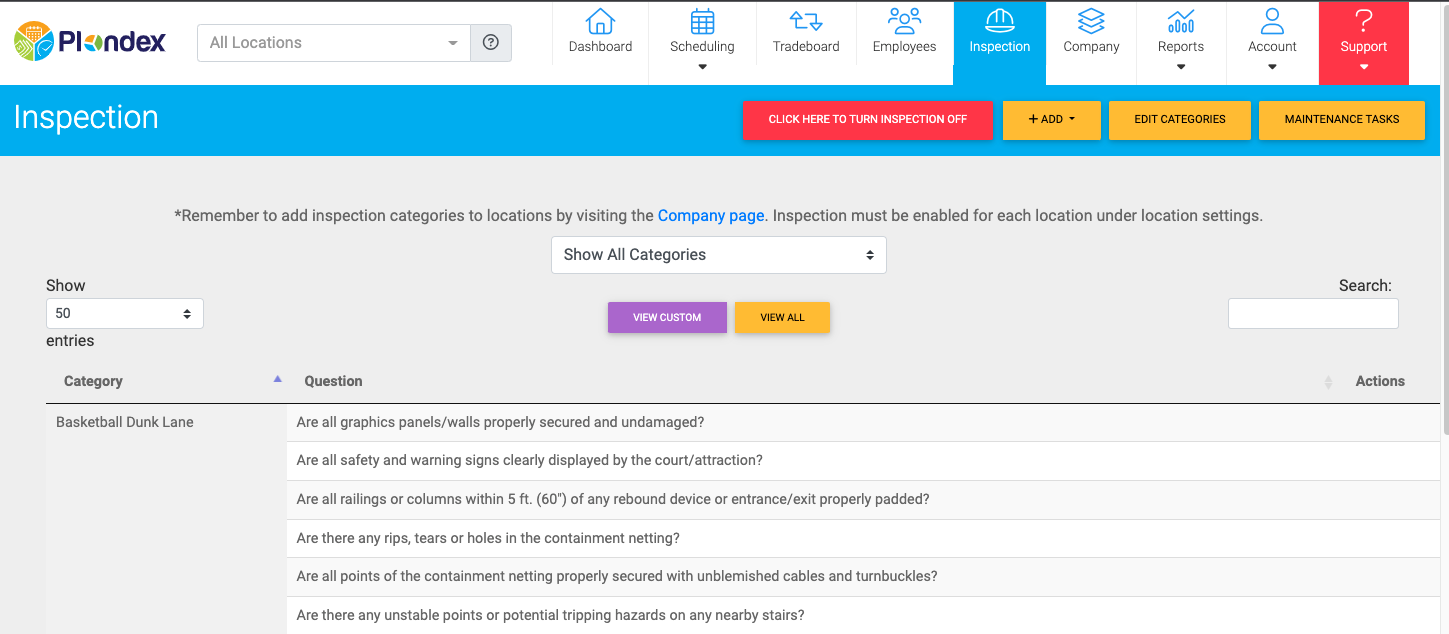 Plandex
All Locations
Dashboard
Scheduling
Tradeboard
Employees
Inspection
Company
Reports
Account
Support
Inspection
CLICK HERE TO TURN INSPECTION OFF
+ ADD
EDIT CATEGORIES
MAINTENANCE TASKS
*Remember to add inspection categories to locations by visiting the Company page. Inspection must be enabled for each location under location settings.
Show All Categories
Show
50
entries
VIEW CUSTOM
VIEW ALL
Search:
Category
Question
Actions
Basketball Dunk Lane
Are all graphics panels/walls properly secured and undamaged?
Are all safety and warning signs clearly displayed by the court/attraction?
Are all railings or columns within 5 ft. (60") of any rebound device or entrance/exit properly padded?
Are there any rips, tears or holes in the containment netting?
Are all points of the containment netting properly secured with unblemished cables and turnbuckles?
Are there any unstable points or potential tripping hazards on any nearby stairs?